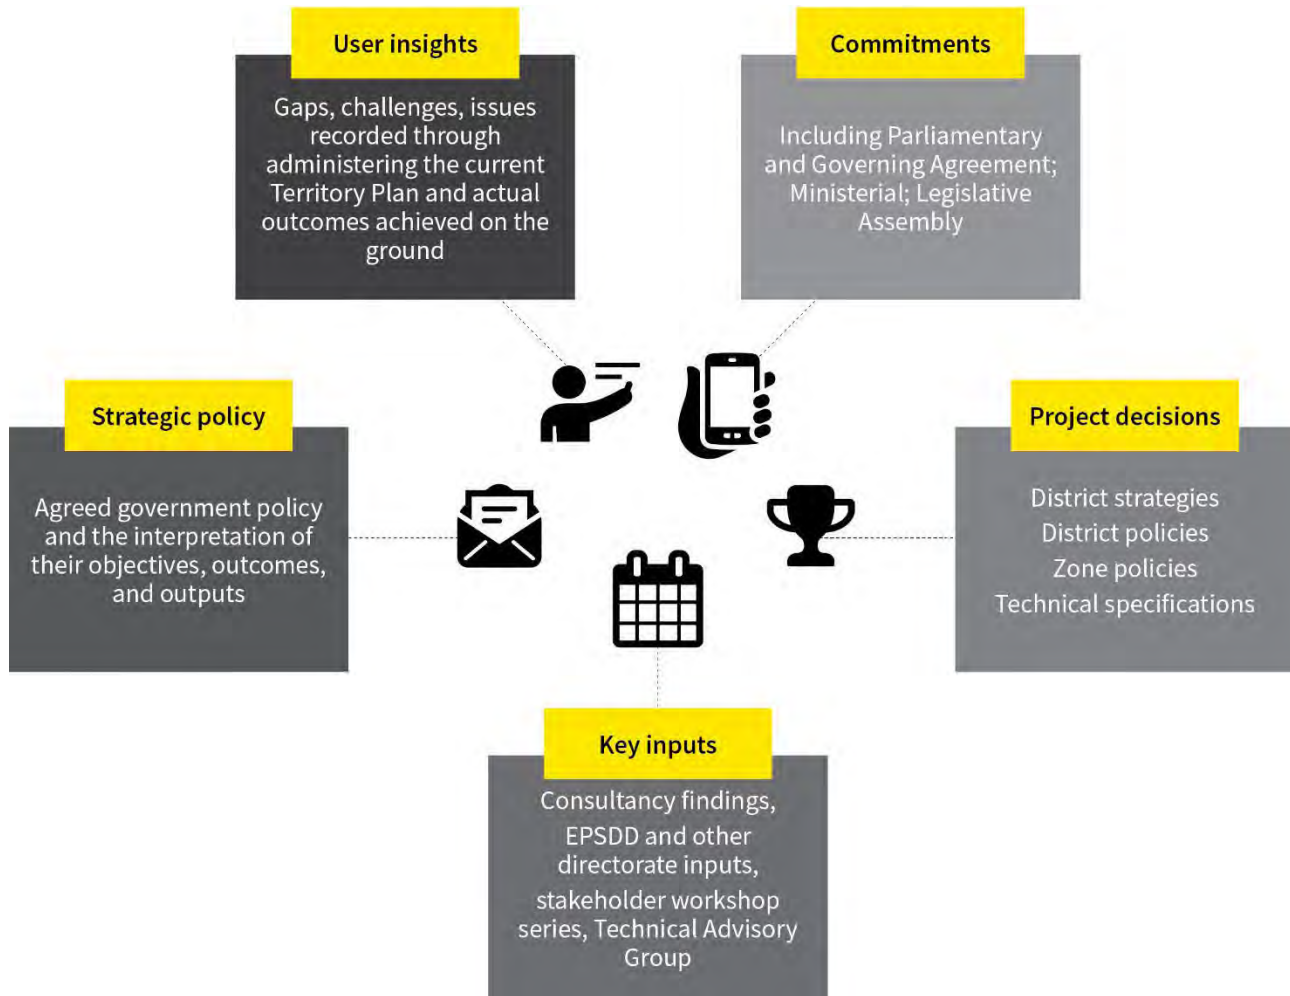 User insights
Gaps, challenges, issues
recorded through
administering the current
Territory Plan and actual
outcomes achieved on the
ground
Commitments
Including Parliamentary
and Governing Agreement;
Ministerial; Legislative
Assembly
Strategic policy
Agreed government policy
and the interpretation of
their objectives, outcomes,
and outputs
Project decisions
District strategies
District policies
Zone policies
Technical specifications
Key inputs
Consultancy findings,
EPSDD and other
directorate inputs,
stakeholder workshop
series, Technical Advisory
Group